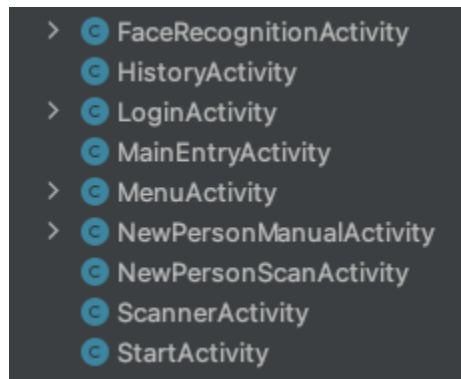 FaceRecognitionActivity
HistoryActivity
LoginActivity
MainEntryActivity
MenuActivity
NewPersonManualActivity
NewPersonScanActivity
ScannerActivity
StartActivity